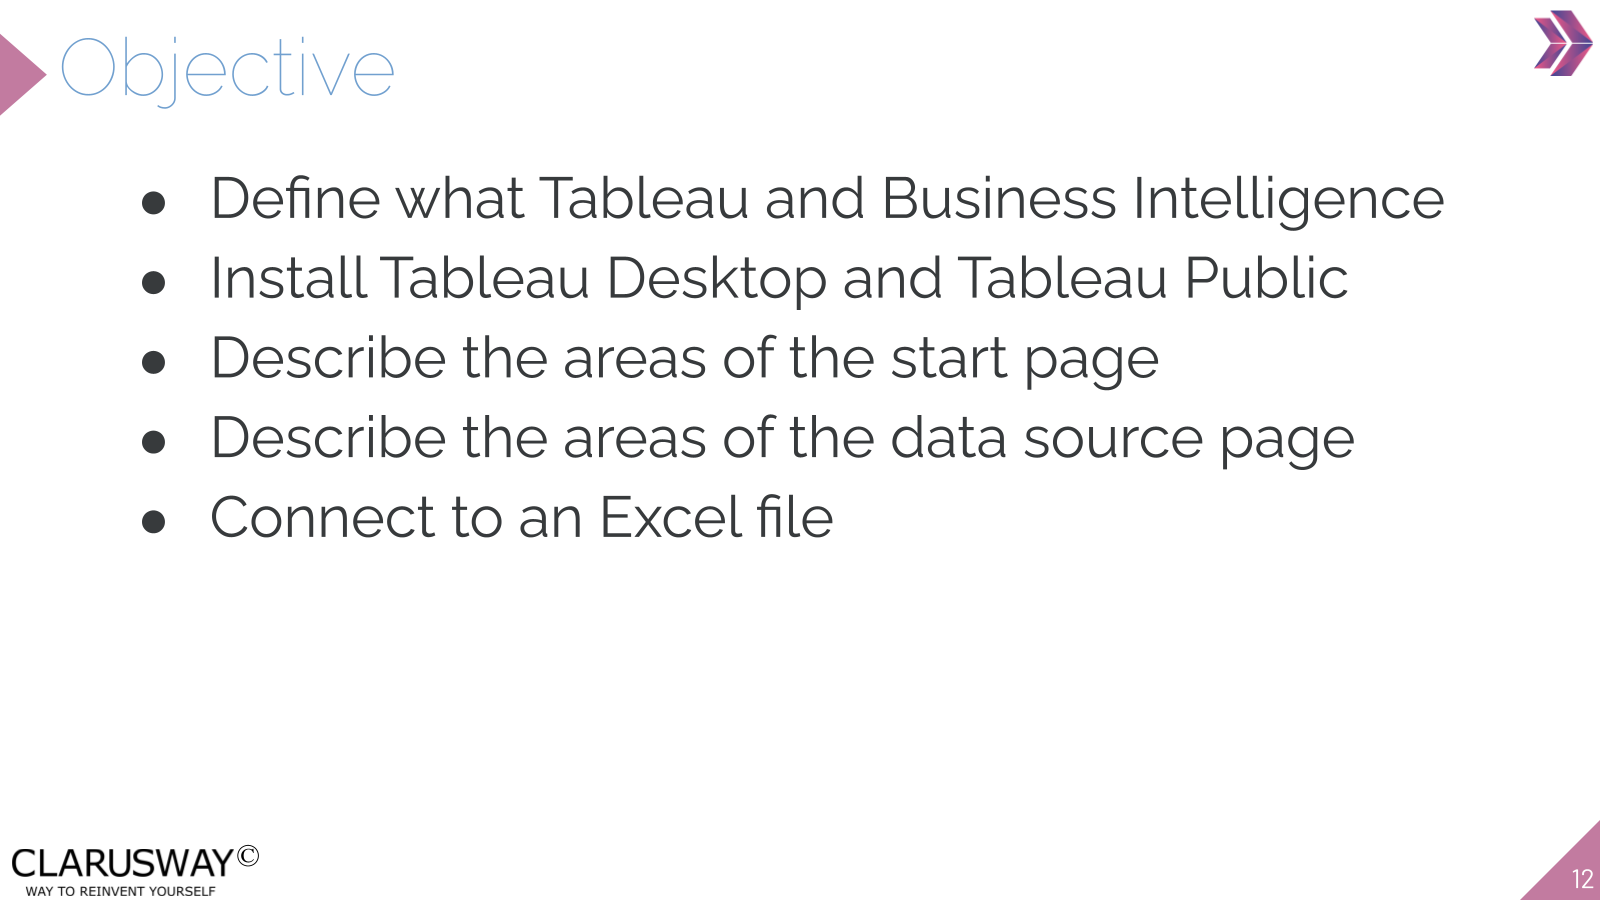 Objective
● Define what Tableau and Business Intelligence
● Install Tableau Desktop and Tableau Public
● Describe the areas of the start page
● Describe the areas of the data source page
● Connect to an Excel file
CLARUSWAY©
WAY TO REINVENT YOURSELF
12